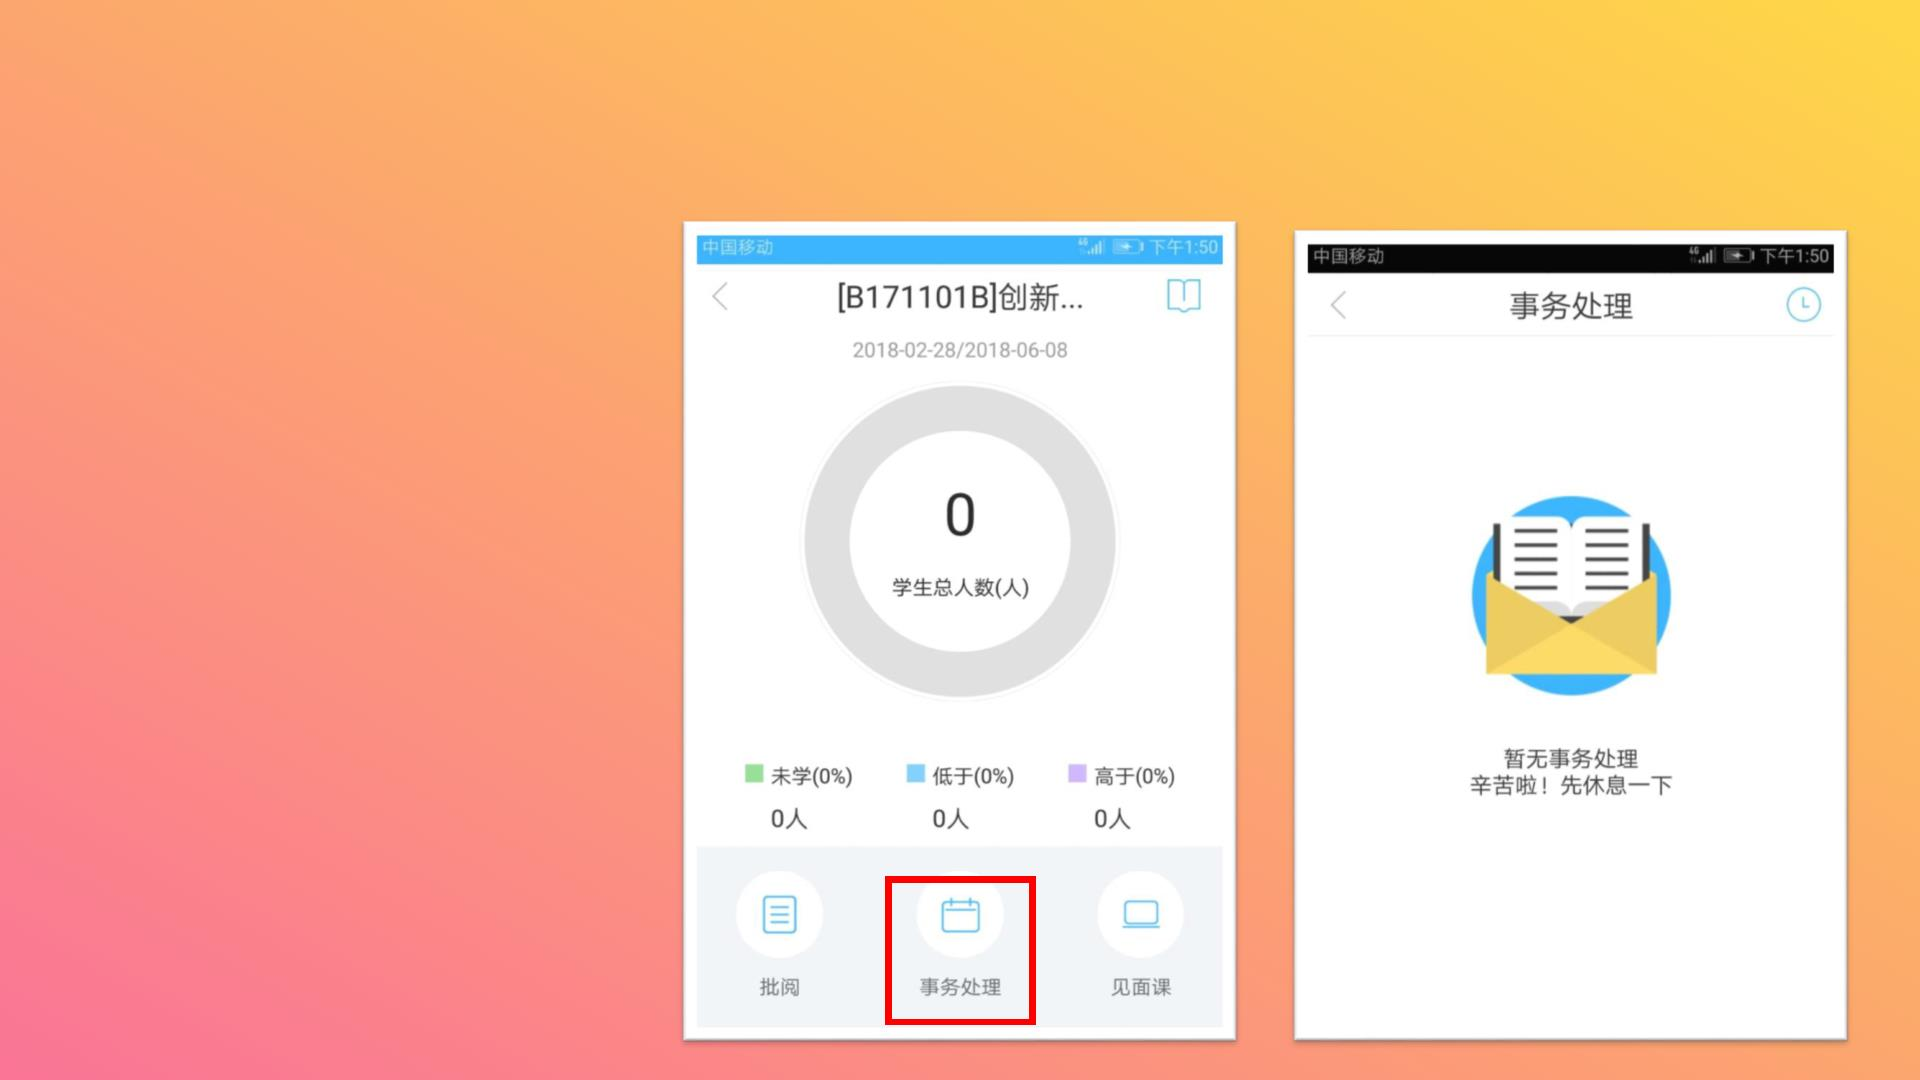 中国移动
4G
下午1:50
[B171101B]创新...
2018-02-28/2018-06-08
0
学生总人数(人)
未学(0%)
低于(0%)
高于(0%)
0人
0人
0人
批阅
事务处理
见面课
中国移动
4G
下午1:50
事务处理
暂无事务处理
辛苦啦！先休息一下